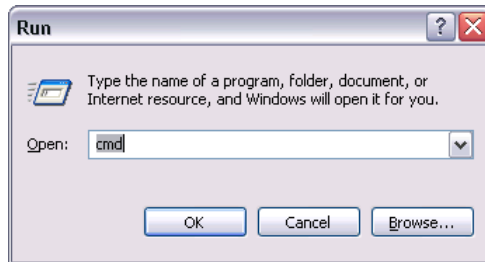 Run
Type the name of a program, folder, document, or
Internet resource, and Windows will open it for you.
Open: cmd
OK Cancel Browse...